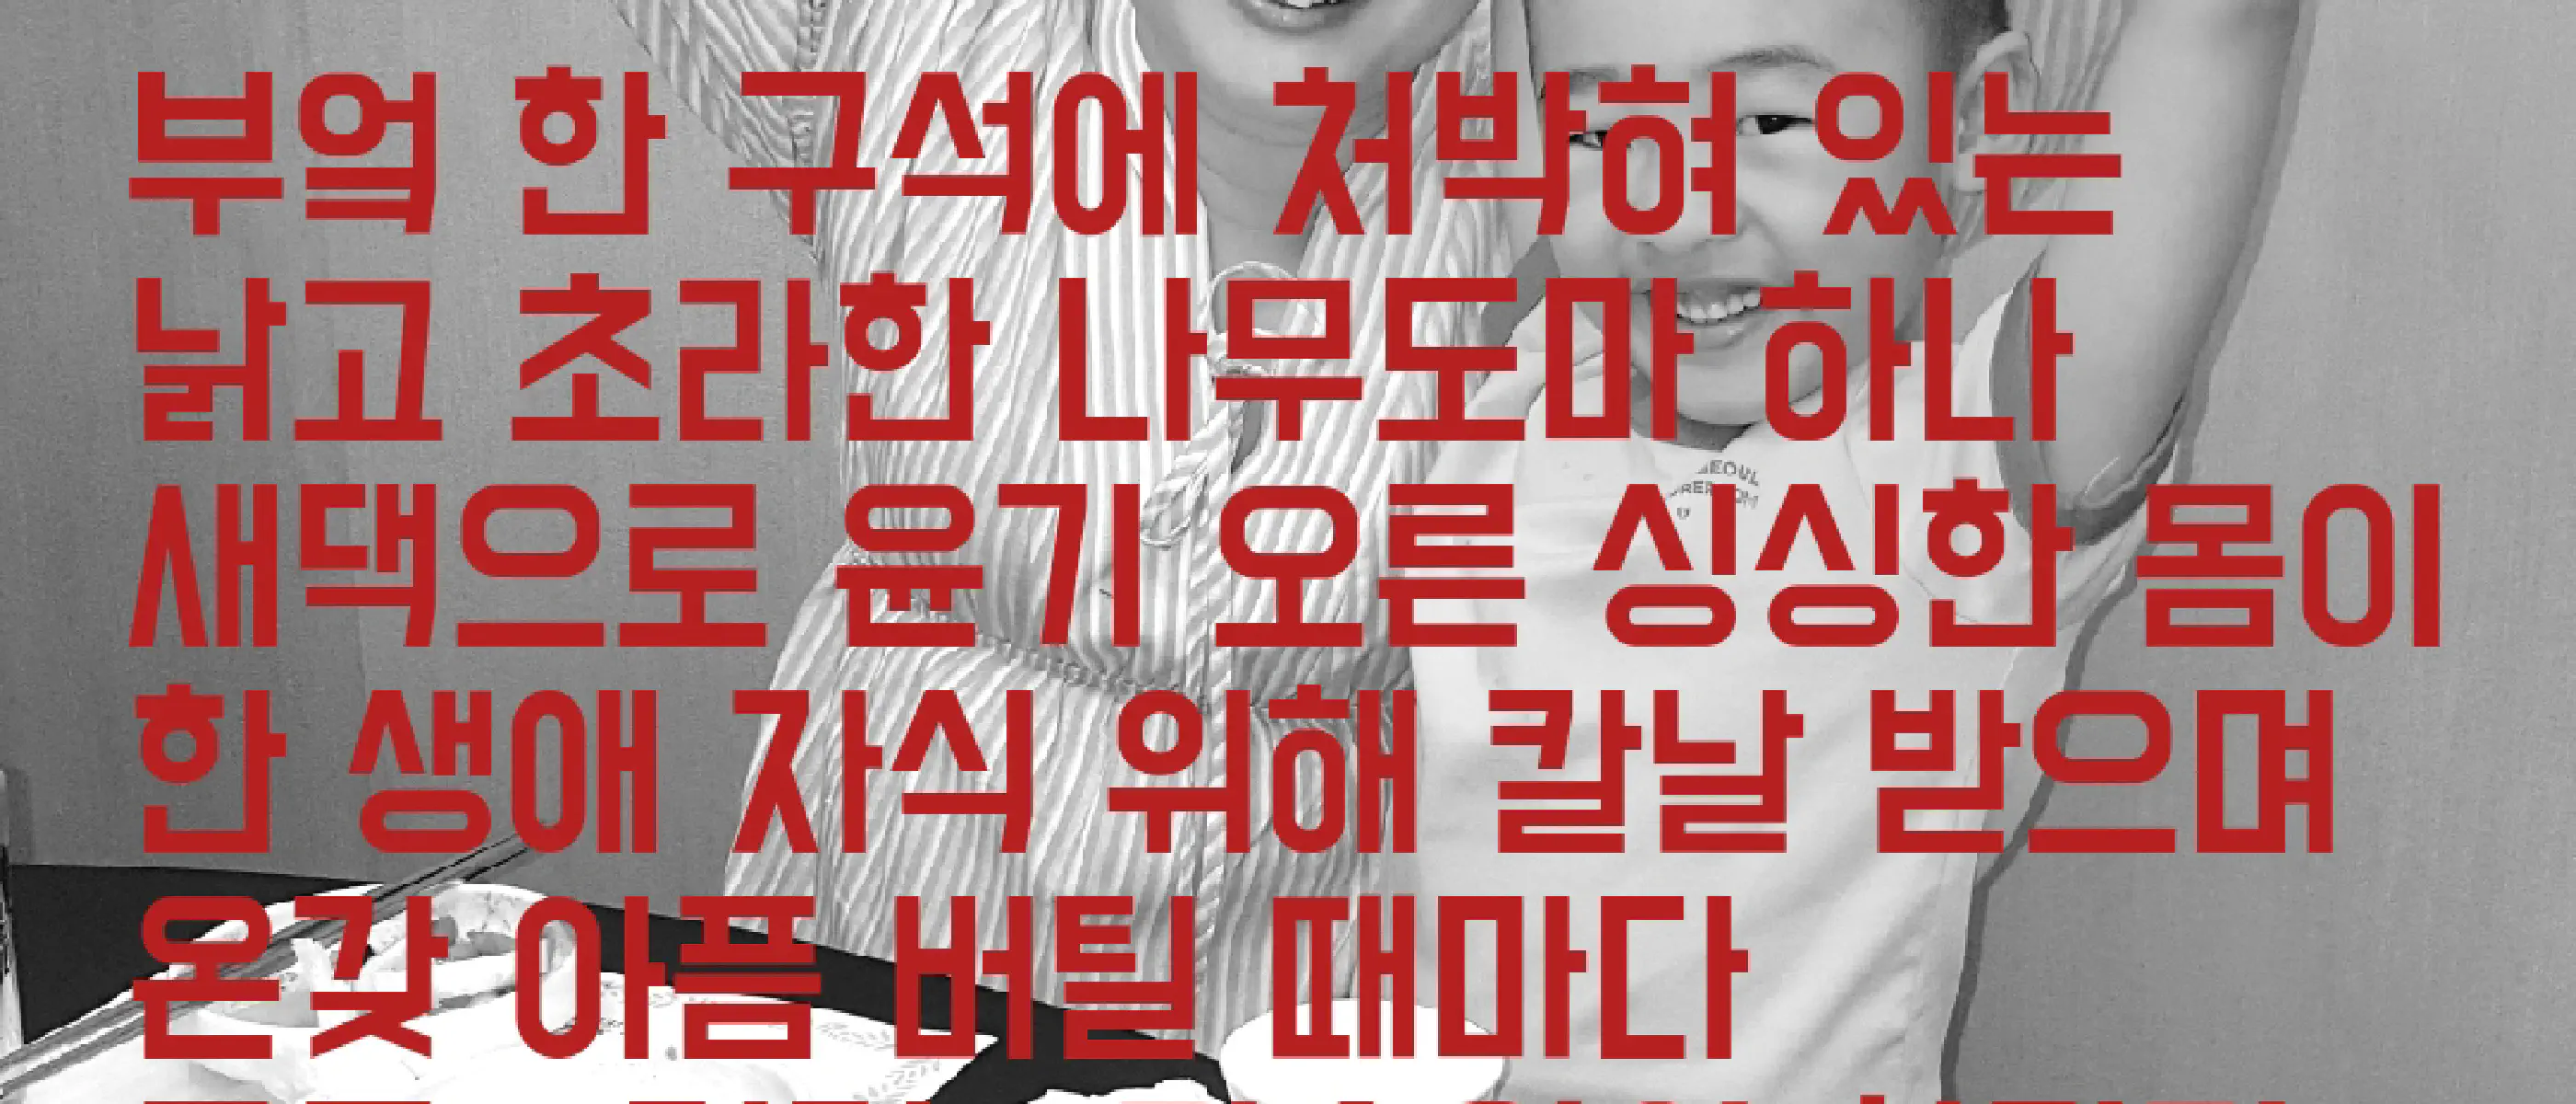 부엌 한 구석에 처박혀 있는
낡고 초라한 나무도마 하나
새댁으로 윤기 오른 싱싱한 몸이
한 생애 자식 위해 칼날 받으며
온갖 아픔 버틸 때마다
SEOUL